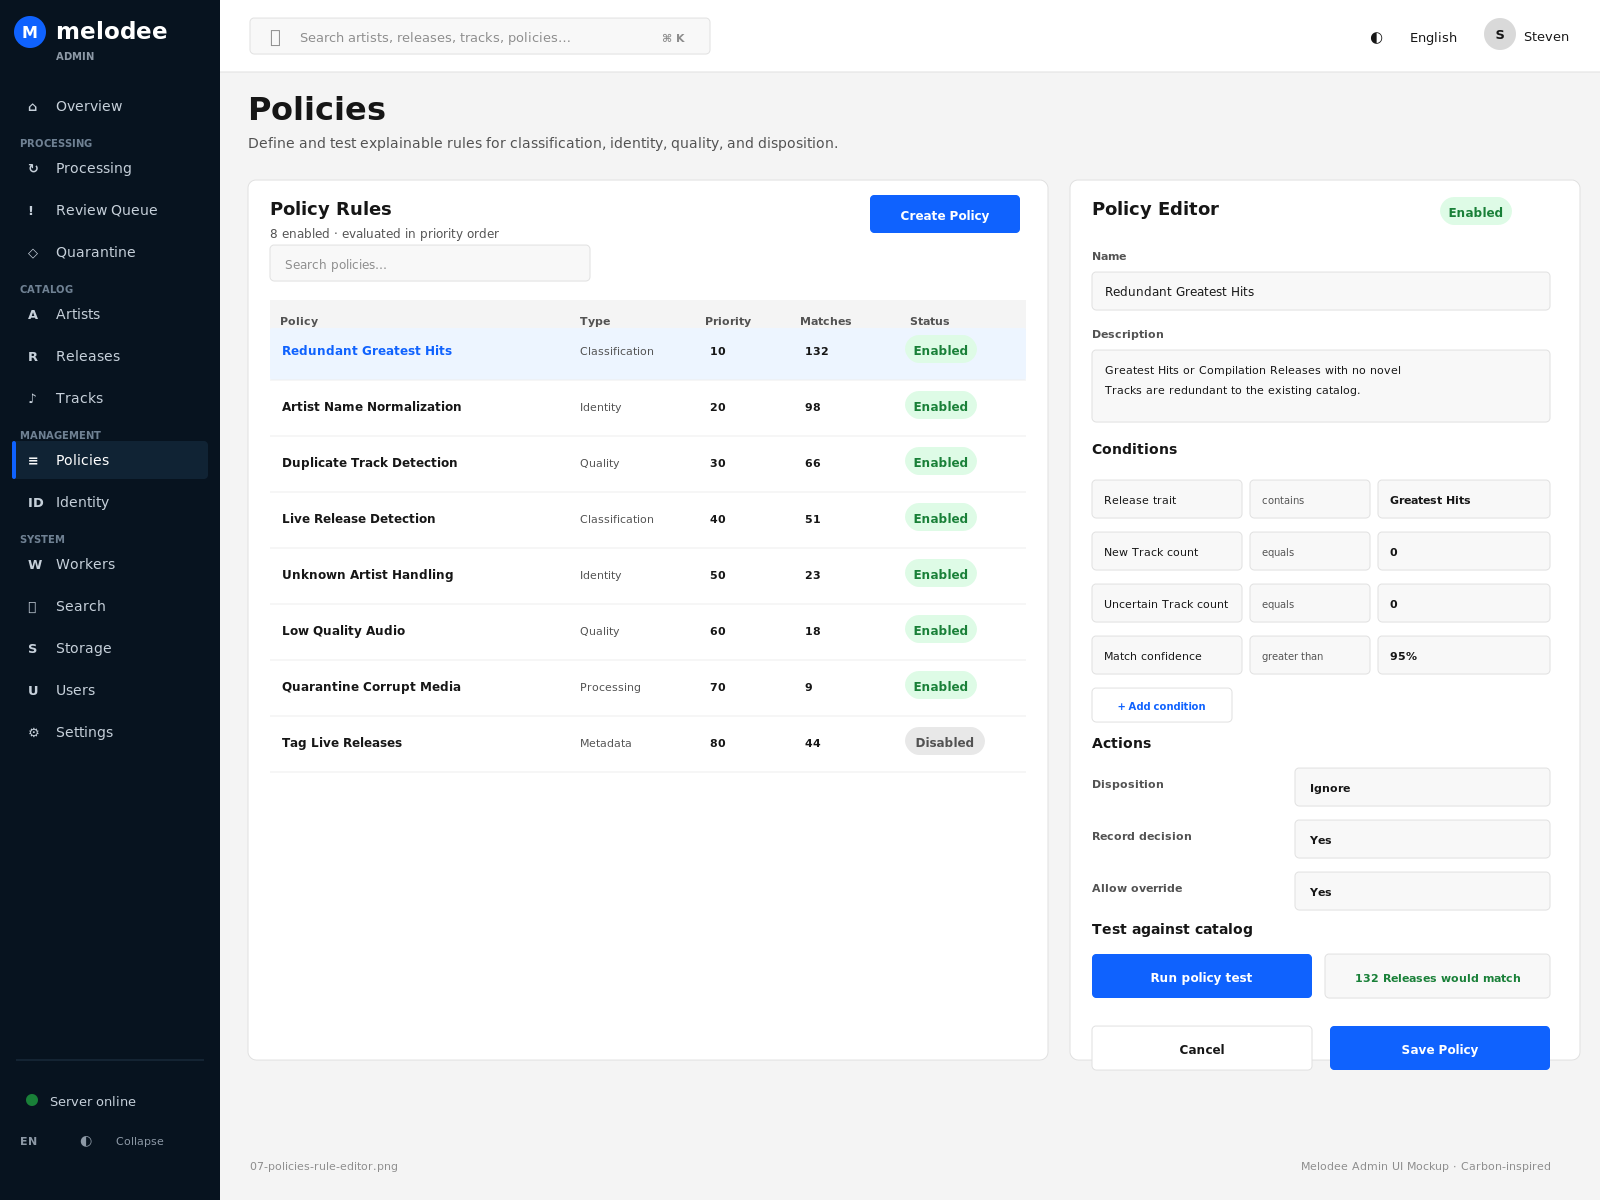 M melodee
ADMIN
⌂ Overview
PROCESSING
↻ Processing
! Review Queue
◇ Quarantine
CATALOG
A Artists
R Releases
♪ Tracks
MANAGEMENT
≡ Policies
ID Identity
SYSTEM
W Workers
Search
S Storage
U Users
⚙ Settings
Server online
EN ◐ Collapse
Search artists, releases, tracks, policies... ⌘ K
◐ English S Steven
Policies
Define and test explainable rules for classification, identity, quality, and disposition.
Policy Rules
8 enabled · evaluated in priority order
Create Policy
Search policies...
Policy Type Priority Matches Status
Redundant Greatest Hits Classification 10 132 Enabled
Artist Name Normalization Identity 20 98 Enabled
Duplicate Track Detection Quality 30 66 Enabled
Live Release Detection Classification 40 51 Enabled
Unknown Artist Handling Identity 50 23 Enabled
Low Quality Audio Quality 60 18 Enabled
Quarantine Corrupt Media Processing 70 9 Enabled
Tag Live Releases Metadata 80 44 Disabled
Policy Editor Enabled
Name
Redundant Greatest Hits
Description
Greatest Hits or Compilation Releases with no novel
Tracks are redundant to the existing catalog.
Conditions
Release trait contains Greatest Hits
New Track count equals 0
Uncertain Track count equals 0
Match confidence greater than 95%
+ Add condition
Actions
Disposition Ignore
Record decision Yes
Allow override Yes
Test against catalog
Run policy test 132 Releases would match
Cancel Save Policy
07-policies-rule-editor.png
Melodee Admin UI Mockup · Carbon-inspired